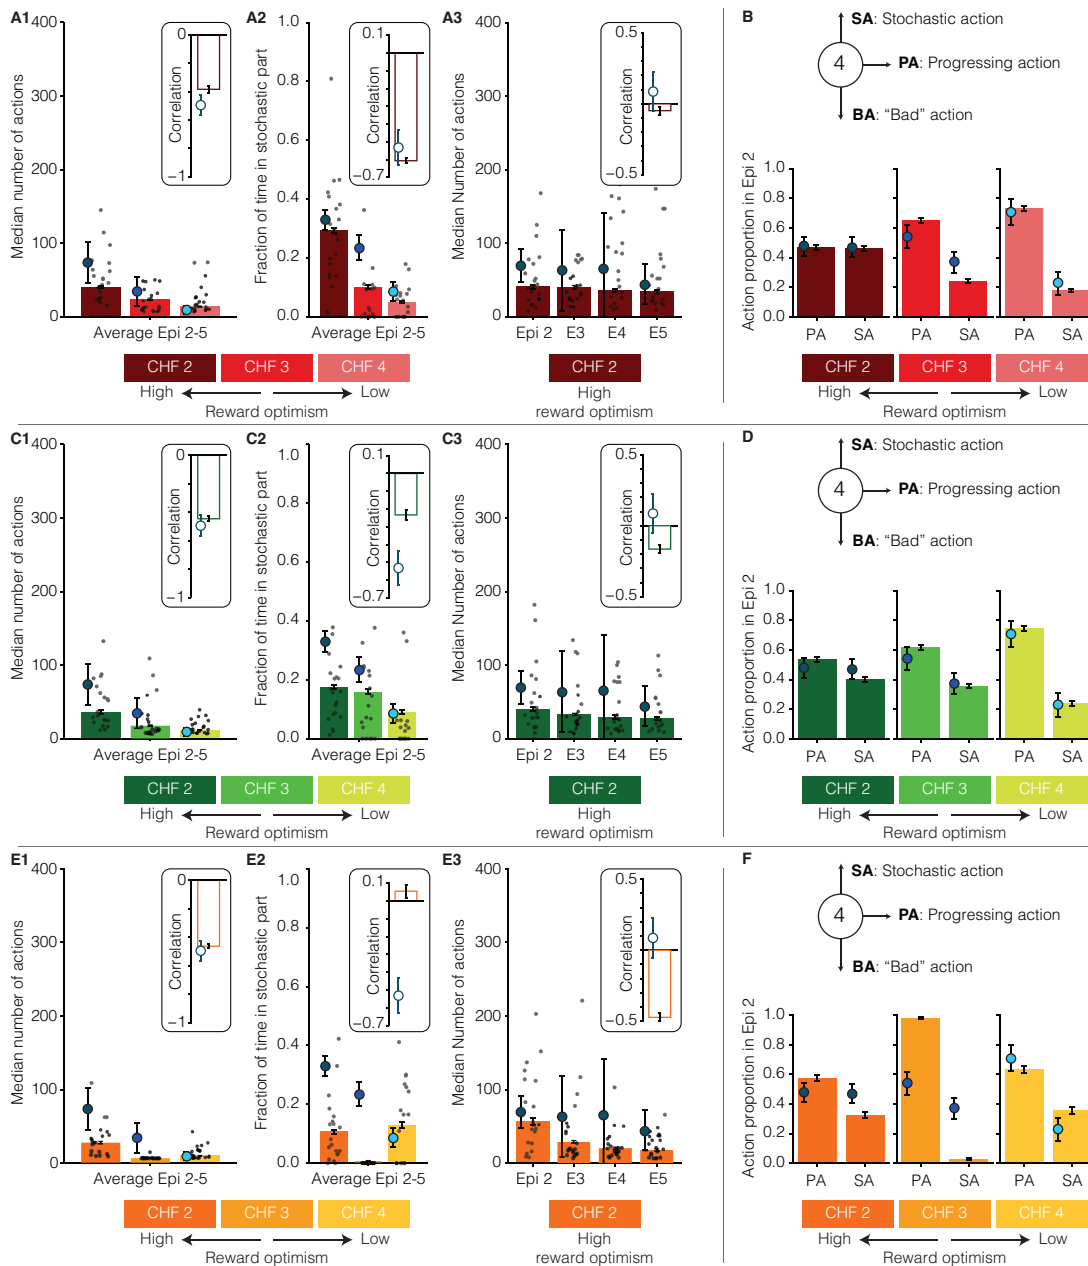 A1
400
300
200
100
0
Median number of actions
0
Correlation
−1
Average Epi 2-5
A2
1.0
0.8
0.6
0.4
0.2
0.0
Fraction of time in stochastic part
0.1
Correlation
−0.7
Average Epi 2-5
CHF 2 CHF 3 CHF 4
High Low
Reward optimism
A3
400
300
200
100
0
Median Number of actions
0.5
Correlation
−0.5
Epi 2 E3 E4 E5
CHF 2
High
reward optimism
B
SA: Stochastic action
4
PA: Progressing action
BA: “Bad” action
Action proportion in Epi 2
1.0
0.8
0.6
0.4
0.2
0.0
PA SA PA SA PA SA
CHF 2 CHF 3 CHF 4
High Low
Reward optimism
C1
400
300
200
100
0
Median number of actions
0
Correlation
−1
Average Epi 2-5
C2
1.0
0.8
0.6
0.4
0.2
0.0
Fraction of time in stochastic part
0.1
Correlation
−0.7
Average Epi 2-5
CHF 2 CHF 3 CHF 4
High Low
Reward optimism
C3
400
300
200
100
0
Median Number of actions
0.5
Correlation
−0.5
Epi 2 E3 E4 E5
CHF 2
High
reward optimism
D
SA: Stochastic action
4
PA: Progressing action
BA: “Bad” action
Action proportion in Epi 2
1.0
0.8
0.6
0.4
0.2
0.0
PA SA PA SA PA SA
CHF 2 CHF 3 CHF 4
High Low
Reward optimism
E1
400
300
200
100
0
Median number of actions
0
Correlation
−1
Average Epi 2-5
E2
1.0
0.8
0.6
0.4
0.2
0.0
Fraction of time in stochastic part
0.1
Correlation
−0.7
Average Epi 2-5
CHF 2 CHF 3 CHF 4
High Low
Reward optimism
E3
400
300
200
100
0
Median Number of actions
0.5
Correlation
−0.5
Epi 2 E3 E4 E5
CHF 2
High
reward optimism
F
SA: Stochastic action
4
PA: Progressing action
BA: “Bad” action
Action proportion in Epi 2
1.0
0.8
0.6
0.4
0.2
0.0
PA SA PA SA PA SA
CHF 2 CHF 3 CHF 4
High Low
Reward optimism